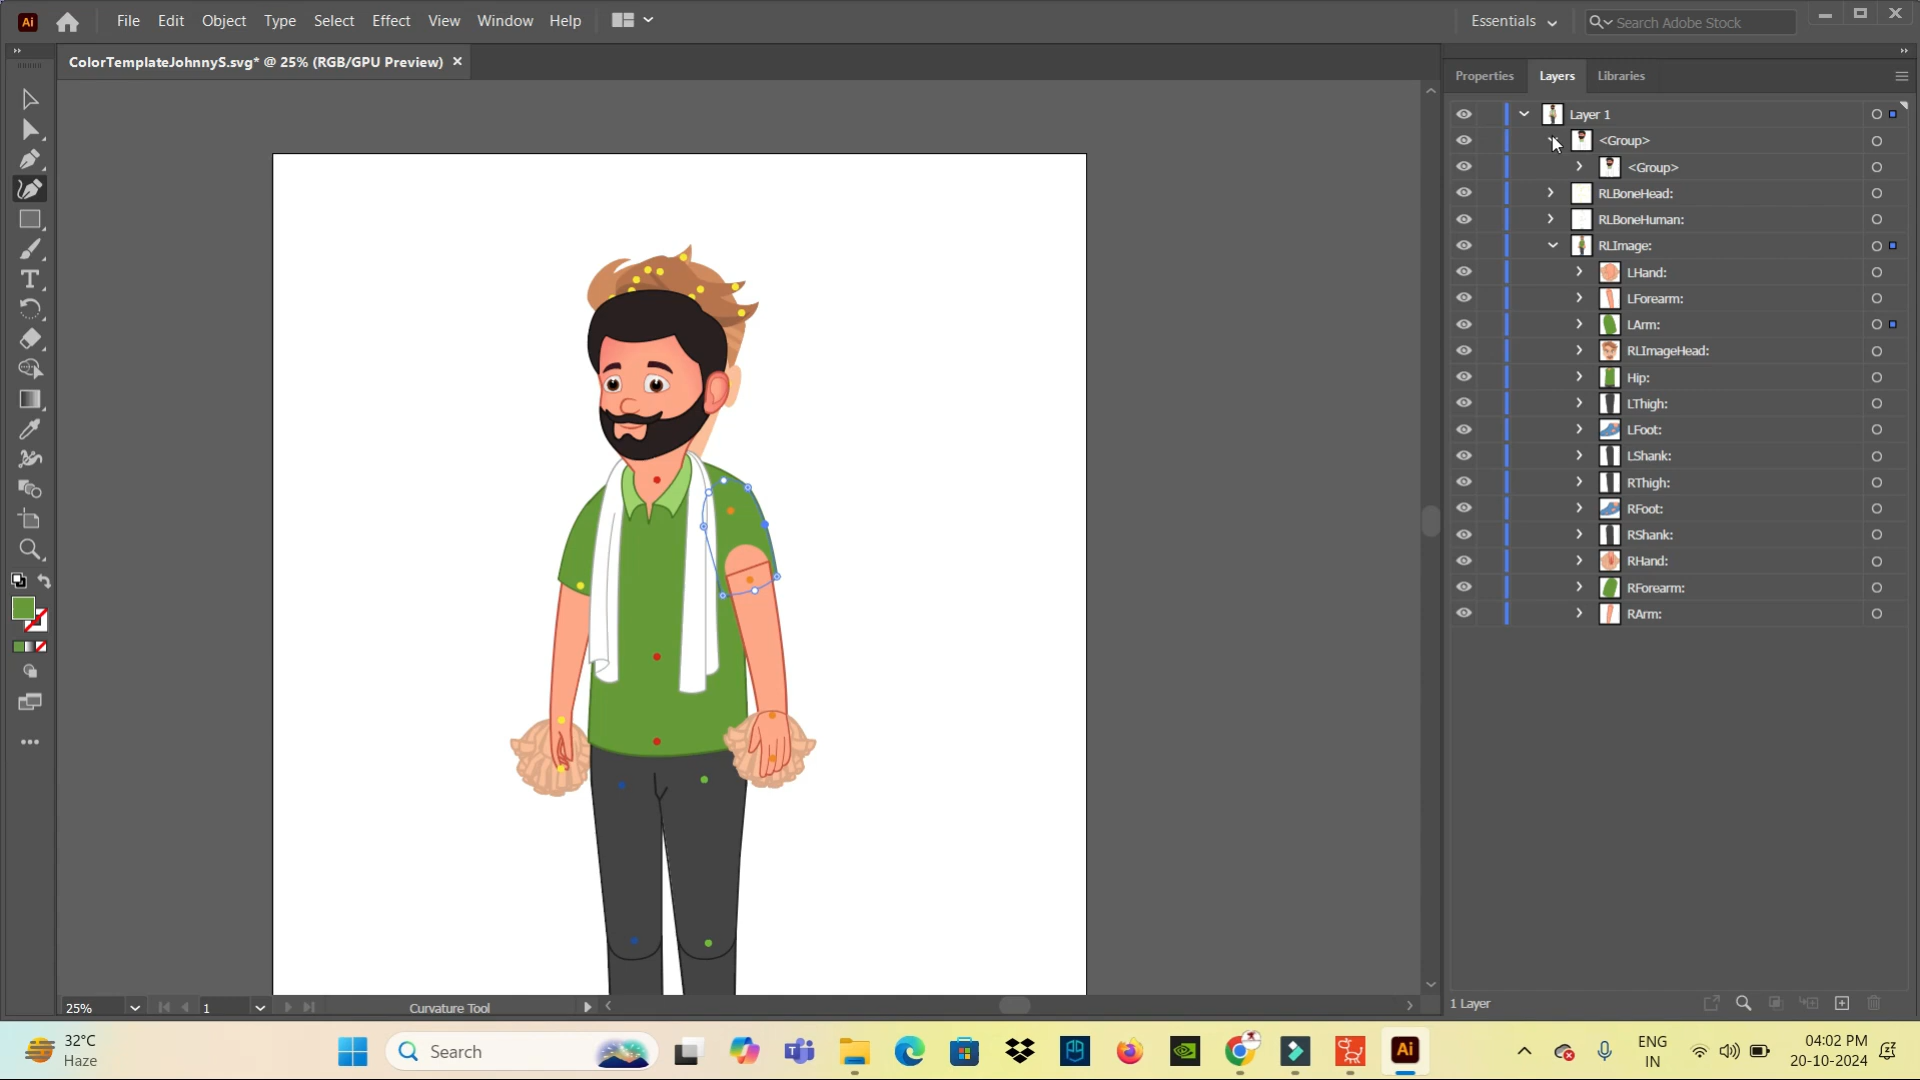 Ai File Edit Object Type Select Effect View Window Help Essentials Search Adobe Stock
ColorTemplateJohnnyS.svg* @ 25% (RGB/GPU Preview) ×
Properties Layers Libraries
Layer 1
<Group>
<Group>
RLBoneHead:
RLBoneHuman:
RLImage:
LHand:
LForearm:
LArm:
RLImageHead:
Hip:
LThigh:
LFoot:
LShank:
RThigh:
RFoot:
RShank:
RHand:
RForearm:
RArm:
25% 1 Curvature Tool
1 Layer
32°C
Haze
Search
Ai
ENG
IN
04:02 PM
20-10-2024